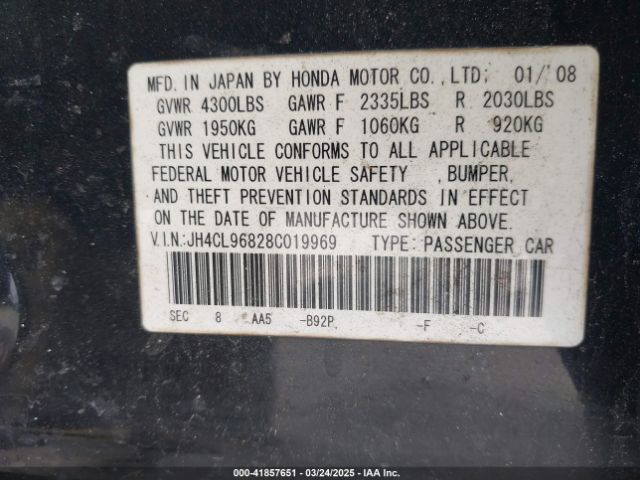 MFD. IN JAPAN BY HONDA MOTOR CO., LTD. 01/'08
GVWR 4300LBS GAWR F 2335LBS R 2030LBS
GVWR 1950KG GAWR F 1060KG R 920KG
THIS VEHICLE CONFORMS TO ALL APPLICABLE
FEDERAL MOTOR VEHICLE SAFETY ,BUMPER,
AND THEFT PREVENTION STANDARDS IN EFFECT
ON THE DATE OF MANUFACTURE SHOWN ABOVE.
V.I.N:JH4CL96828C019969 TYPE:PASSENGER CAR
SEC 8 AA5 -B92P -F -C
000-41857651 - 03/24/2025 - IAA Inc.